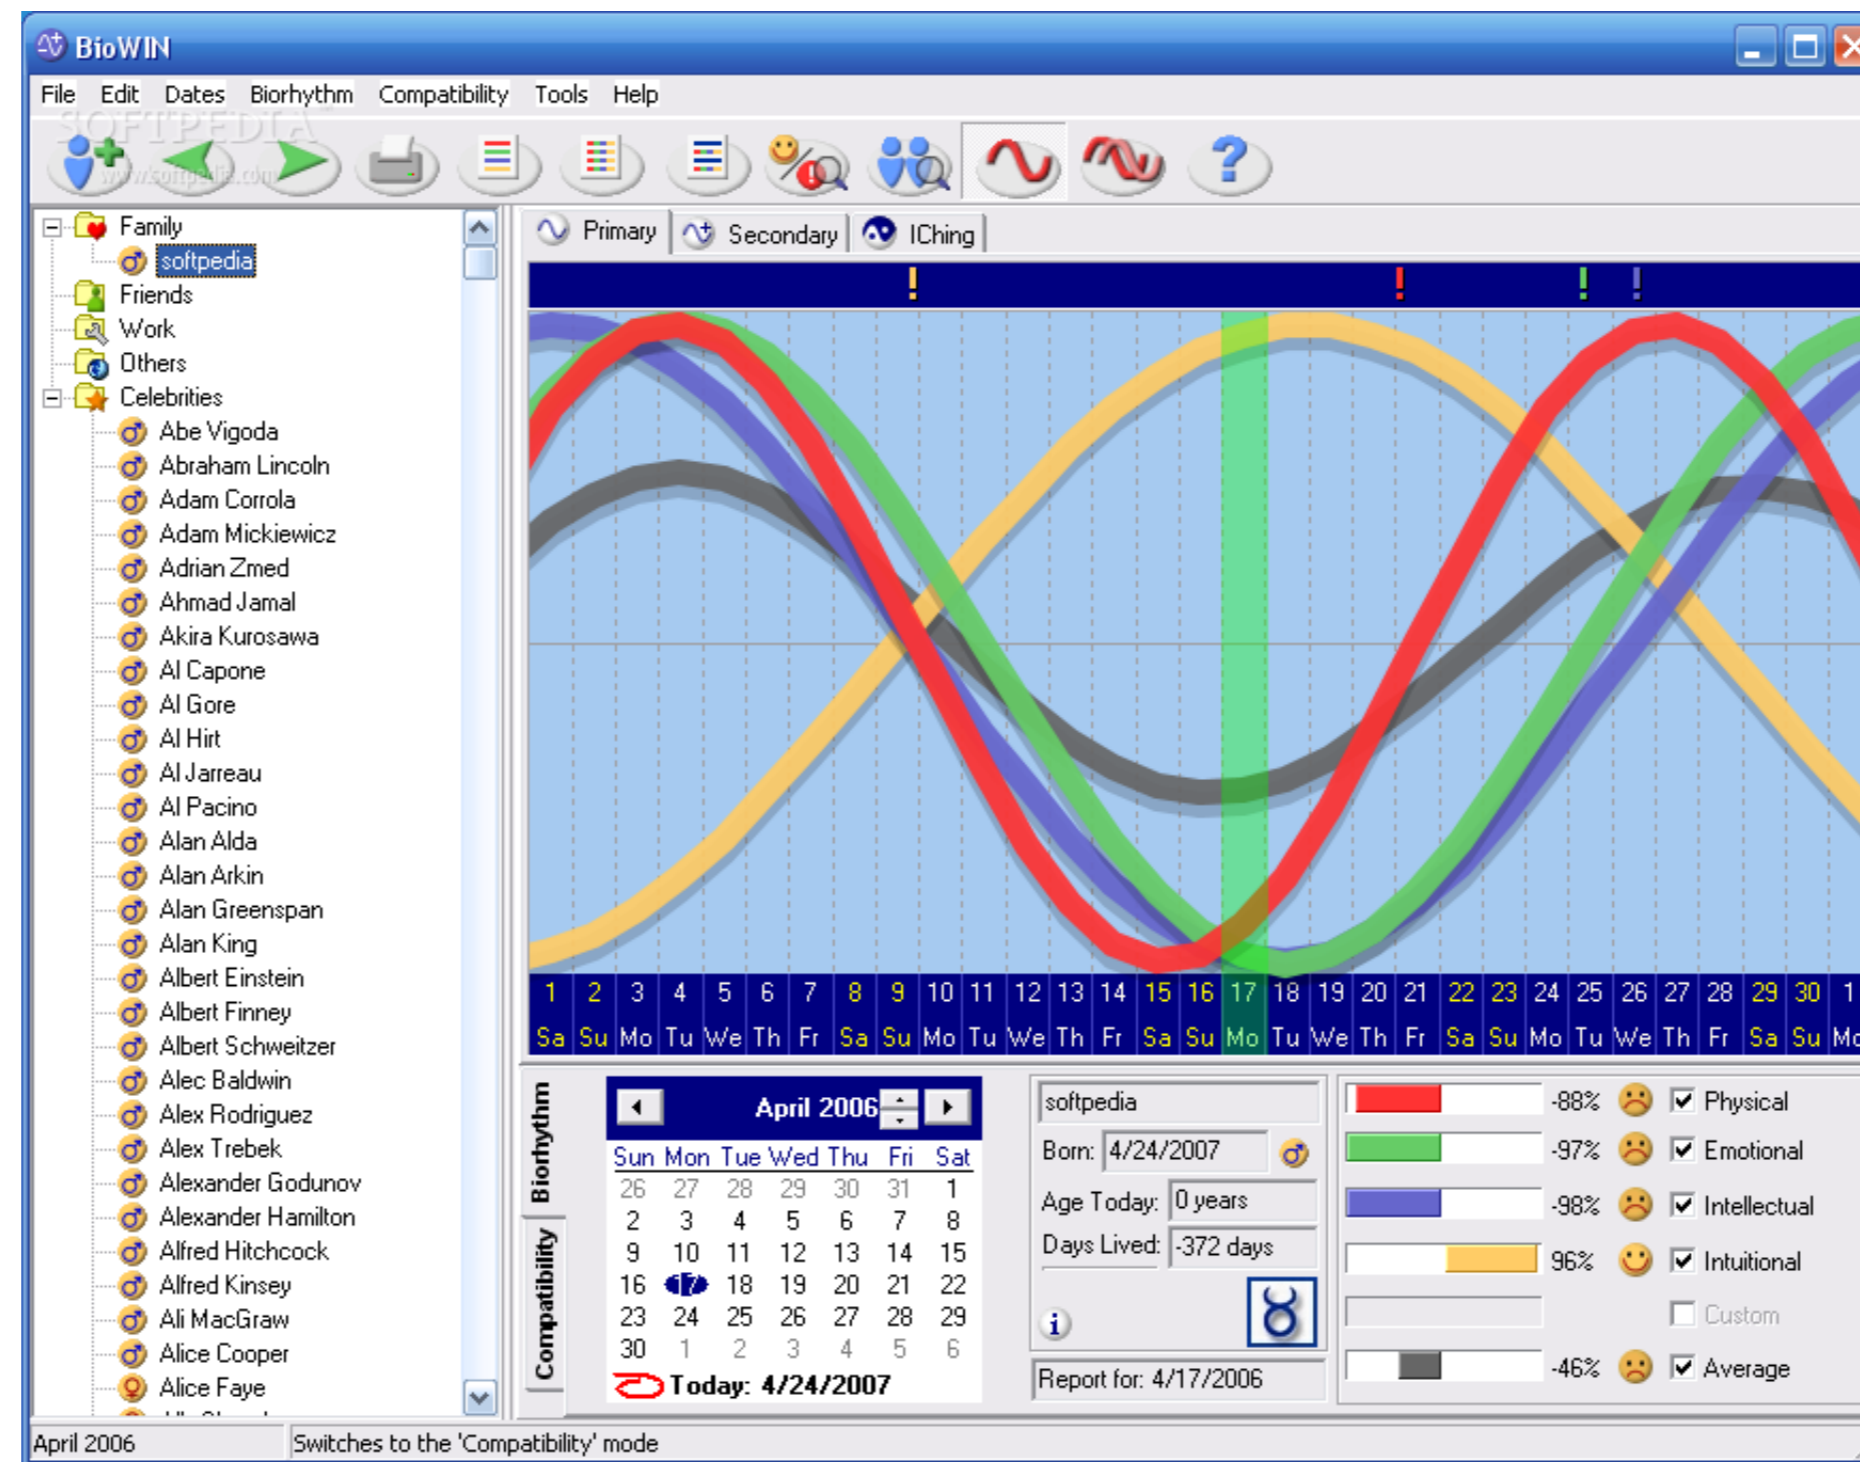 BioWIN
File Edit Dates Biorhythm Compatibility Tools Help
SOFTPEDIA
www.softpedia.com
Family
softpedia
Friends
Work
Others
Celebrities
Abe Vigoda
Abraham Lincoln
Adam Corrola
Adam Mickiewicz
Adrian Zmed
Ahmad Jamal
Akira Kurosawa
Al Capone
Al Gore
Al Hirt
Al Jarreau
Al Pacino
Alan Alda
Alan Arkin
Alan Greenspan
Alan King
Albert Einstein
Albert Finney
Albert Schweitzer
Alec Baldwin
Alex Rodriguez
Alex Trebek
Alexander Godunov
Alexander Hamilton
Alfred Hitchcock
Alfred Kinsey
Ali MacGraw
Alice Cooper
Alice Faye
Primary Secondary IChing
1 2 3 4 5 6 7 8 9 10 11 12 13 14 15 16 17 18 19 20 21 22 23 24 25 26 27 28 29 30 1
Sa Su Mo Tu We Th Fr Sa Su Mo Tu We Th Fr Sa Su Mo Tu We Th Fr Sa Su Mo Tu We Th Fr Sa Su Mo
Biorhythm
Compatibility
April 2006
Sun Mon Tue Wed Thu Fri Sat
26 27 28 29 30 31 1
2 3 4 5 6 7 8
9 10 11 12 13 14 15
16 17 18 19 20 21 22
23 24 25 26 27 28 29
30 1 2 3 4 5 6
Today: 4/24/2007
softpedia
Born: 4/24/2007
Age Today: 0 years
Days Lived: -372 days
Report for: 4/17/2006
-88% Physical
-97% Emotional
-98% Intellectual
96% Intuitional
Custom
-46% Average
April 2006
Switches to the 'Compatibility' mode